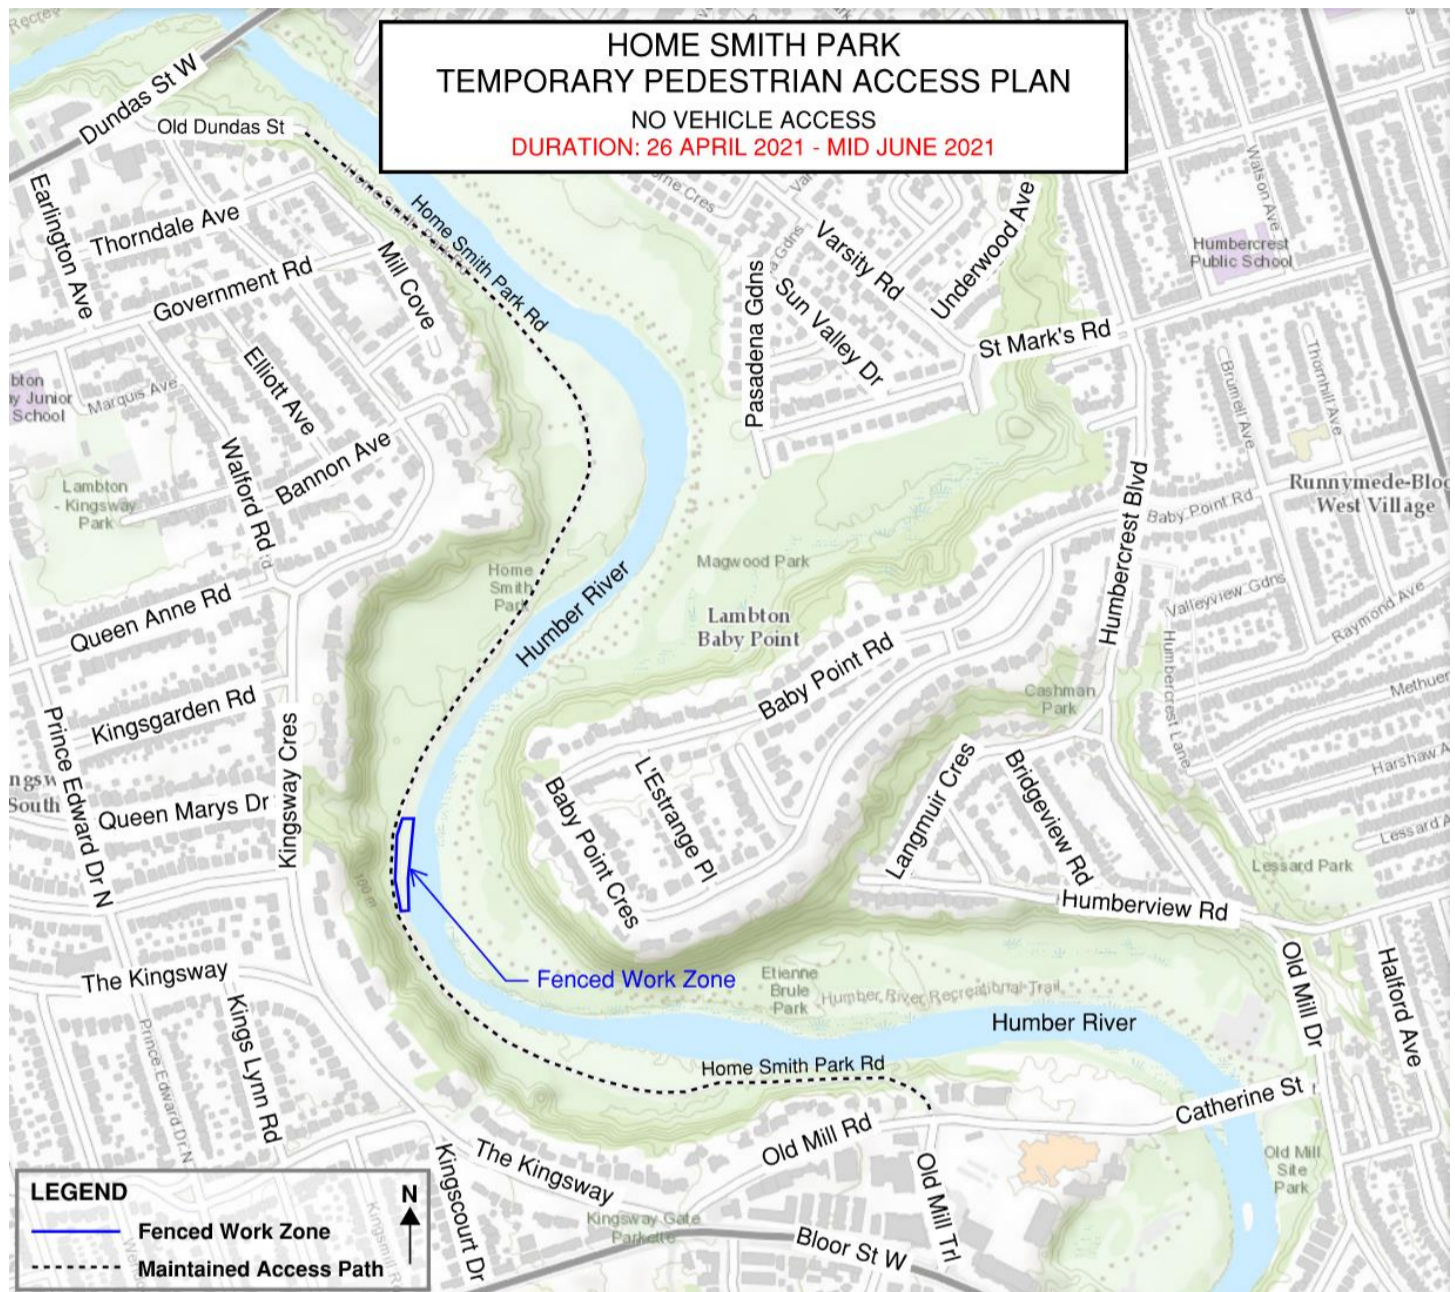 HOME SMITH PARK
TEMPORARY PEDESTRIAN ACCESS PLAN
NO VEHICLE ACCESS
DURATION: 26 APRIL 2021 - MID JUNE 2021
Dundas St W
Old Dundas St
Home Smith Park Rd
Earlington Ave
Thorndale Ave
Government Rd
Mill Cove
Elliott Ave
Marquis Ave
Junior
School
Bannon Ave
Walford Rd
Lambton
- Kingsway
Park
Queen Anne Rd
Kingsgarden Rd
Prince Edward Dr N
Kingsway Cres
South
Queen Marys Dr
100 m
The Kingsway
Kings Lynn Rd
Prince Edward Dr N
Home
Smith
Park
Humber River
Pasadena Gdns
Varsity Rd
Sun Valley Dr
Underwood Ave
St Mark's Rd
Watson Ave
Humbercrest
Public School
Brumell Ave
Thornhill Ave
Runnymede-Bloo
West Village
Baby Point Rd
Humbercrest Blvd
Magwood Park
Lambton
Baby Point
Baby Point Rd
Valleyview Gdns
Raymond Ave
Humbercrest Lane
Cashman
Park
L'Estrange Pl
Baby Point Cres
Langmuir Cres
Bridgeview Rd
Harshaw A
Lessard A
Lessard Park
Humberview Rd
Fenced Work Zone
Etienne
Brule
Park
Humber River Recreational Trail
Humber River
Old Mill Dr
Halford Ave
Home Smith Park Rd
Catherine St
Old Mill Rd
Old Mill
Site
Park
The Kingsway
Kingscourt Dr
Kingsway Gate
Parkette
Bloor St W
Old Mill Trl
LEGEND
N
Fenced Work Zone
Maintained Access Path